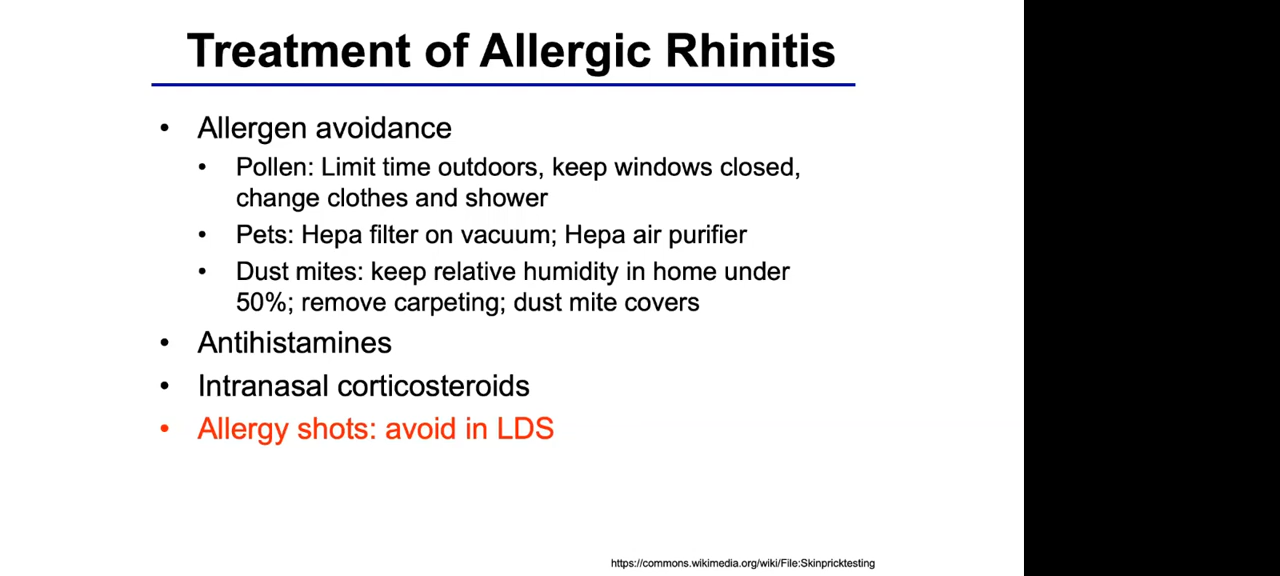 Treatment of Allergic Rhinitis
• Allergen avoidance
• Pollen: Limit time outdoors, keep windows closed,
change clothes and shower
• Pets: Hepa filter on vacuum; Hepa air purifier
• Dust mites: keep relative humidity in home under
50%; remove carpeting; dust mite covers
• Antihistamines
• Intranasal corticosteroids
• Allergy shots: avoid in LDS
https://commons.wikimedia.org/wiki/File:Skinpricktesting